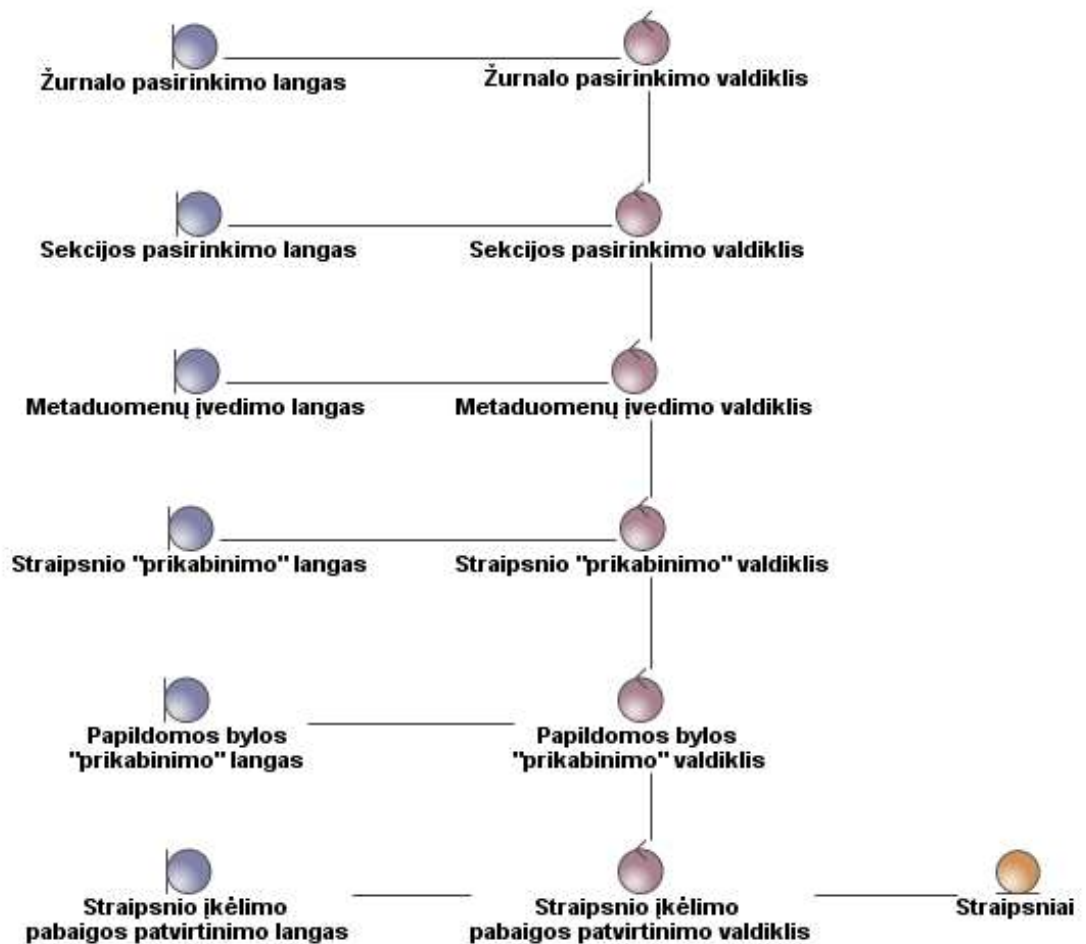 Žurnalo pasirinkimo langas
Žurnalo pasirinkimo valdiklis
Sekcijos pasirinkimo langas
Sekcijos pasirinkimo valdiklis
Metaduomenų įvedimo langas
Metaduomenų įvedimo valdiklis
Straipsnio "prikabinimo" langas
Straipsnio "prikabinimo" valdiklis
Papildomos bylos
"prikabinimo" langas
Papildomos bylos
"prikabinimo" valdiklis
Straipsnio įkėlimo
pabaigos patvirtinimo langas
Straipsnio įkėlimo
pabaigos patvirtinimo valdiklis
Straipsniai